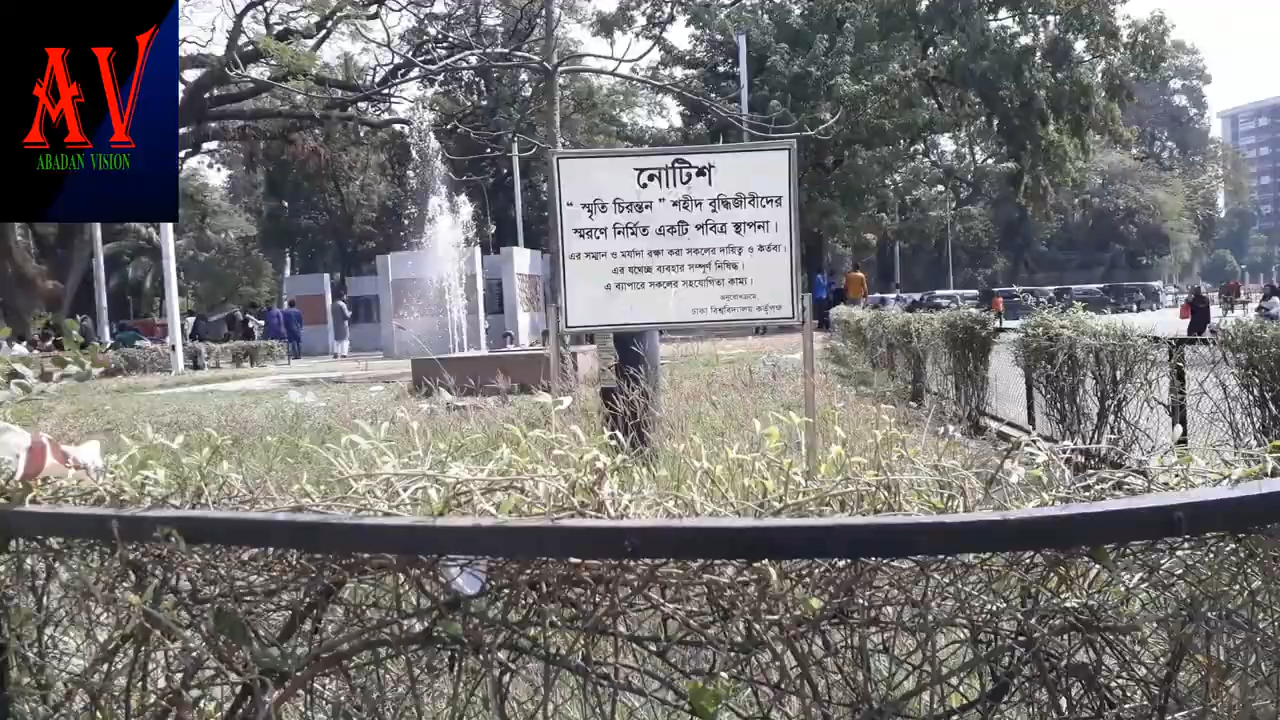 AV
ABADAN VISION
নোটিশ
“ স্মৃতি চিরন্তন ” শহীদ বুদ্ধিজীবীদের
স্মরণে নির্মিত একটি পবিত্র স্থাপনা।
এর সম্মান ও মর্যাদা রক্ষা করা সকলের দায়িত্ব ও কর্তব্য।
এর যথেচ্ছ ব্যবহার সম্পূর্ণ নিষিদ্ধ।
এ ব্যাপারে সকলের সহযোগিতা কাম্য।
অনুরোধক্রমে
ঢাকা বিশ্ববিদ্যালয় কর্তৃপক্ষ